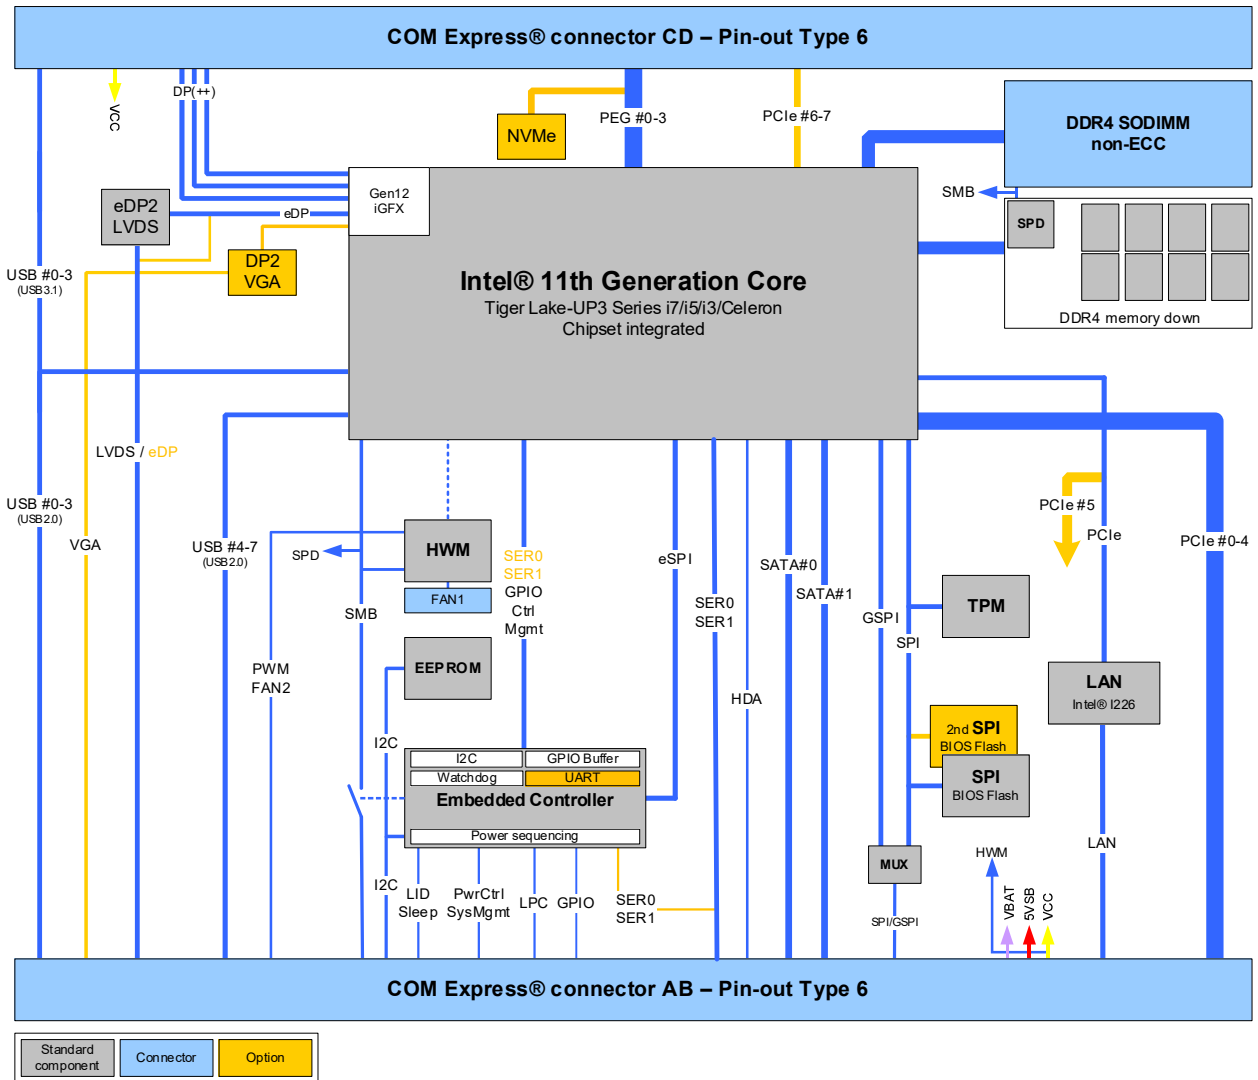 COM Express® connector CD – Pin-out Type 6
VCC
DP(++)
PEG #0-3
PCIe #6-7
NVMe
DDR4 SODIMM
non-ECC
Gen12
iGFX
SMB
SPD
DDR4 memory down
eDP2
LVDS
eDP
DP2
VGA
USB #0-3
(USB3.1)
Intel® 11th Generation Core
Tiger Lake-UP3 Series i7/i5/i3/Celeron
Chipset integrated
LVDS / eDP
USB #0-3
(USB2.0)
VGA
USB #4-7
(USB2.0)
SPD
HWM
FAN1
SER0
SER1
GPIO
Ctrl
Mgmt
eSPI
SER0
SER1
SATA#0
SATA#1
GSPI
SPI
PCIe #5
PCIe
PCIe #0-4
TPM
SMB
EEPROM
PWM
FAN2
HDA
LAN
Intel® I226
2nd SPI
BIOS Flash
SPI
BIOS Flash
I2C
I2C
GPIO Buffer
Watchdog
UART
Embedded Controller
Power sequencing
MUX
HWM
LAN
I2C
LID
Sleep
PwrCtrl
SysMgmt
LPC
GPIO
SER0
SER1
SPI/GSPI
VBAT
5VSB
VCC
COM Express® connector AB – Pin-out Type 6
Standard
component
Connector
Option